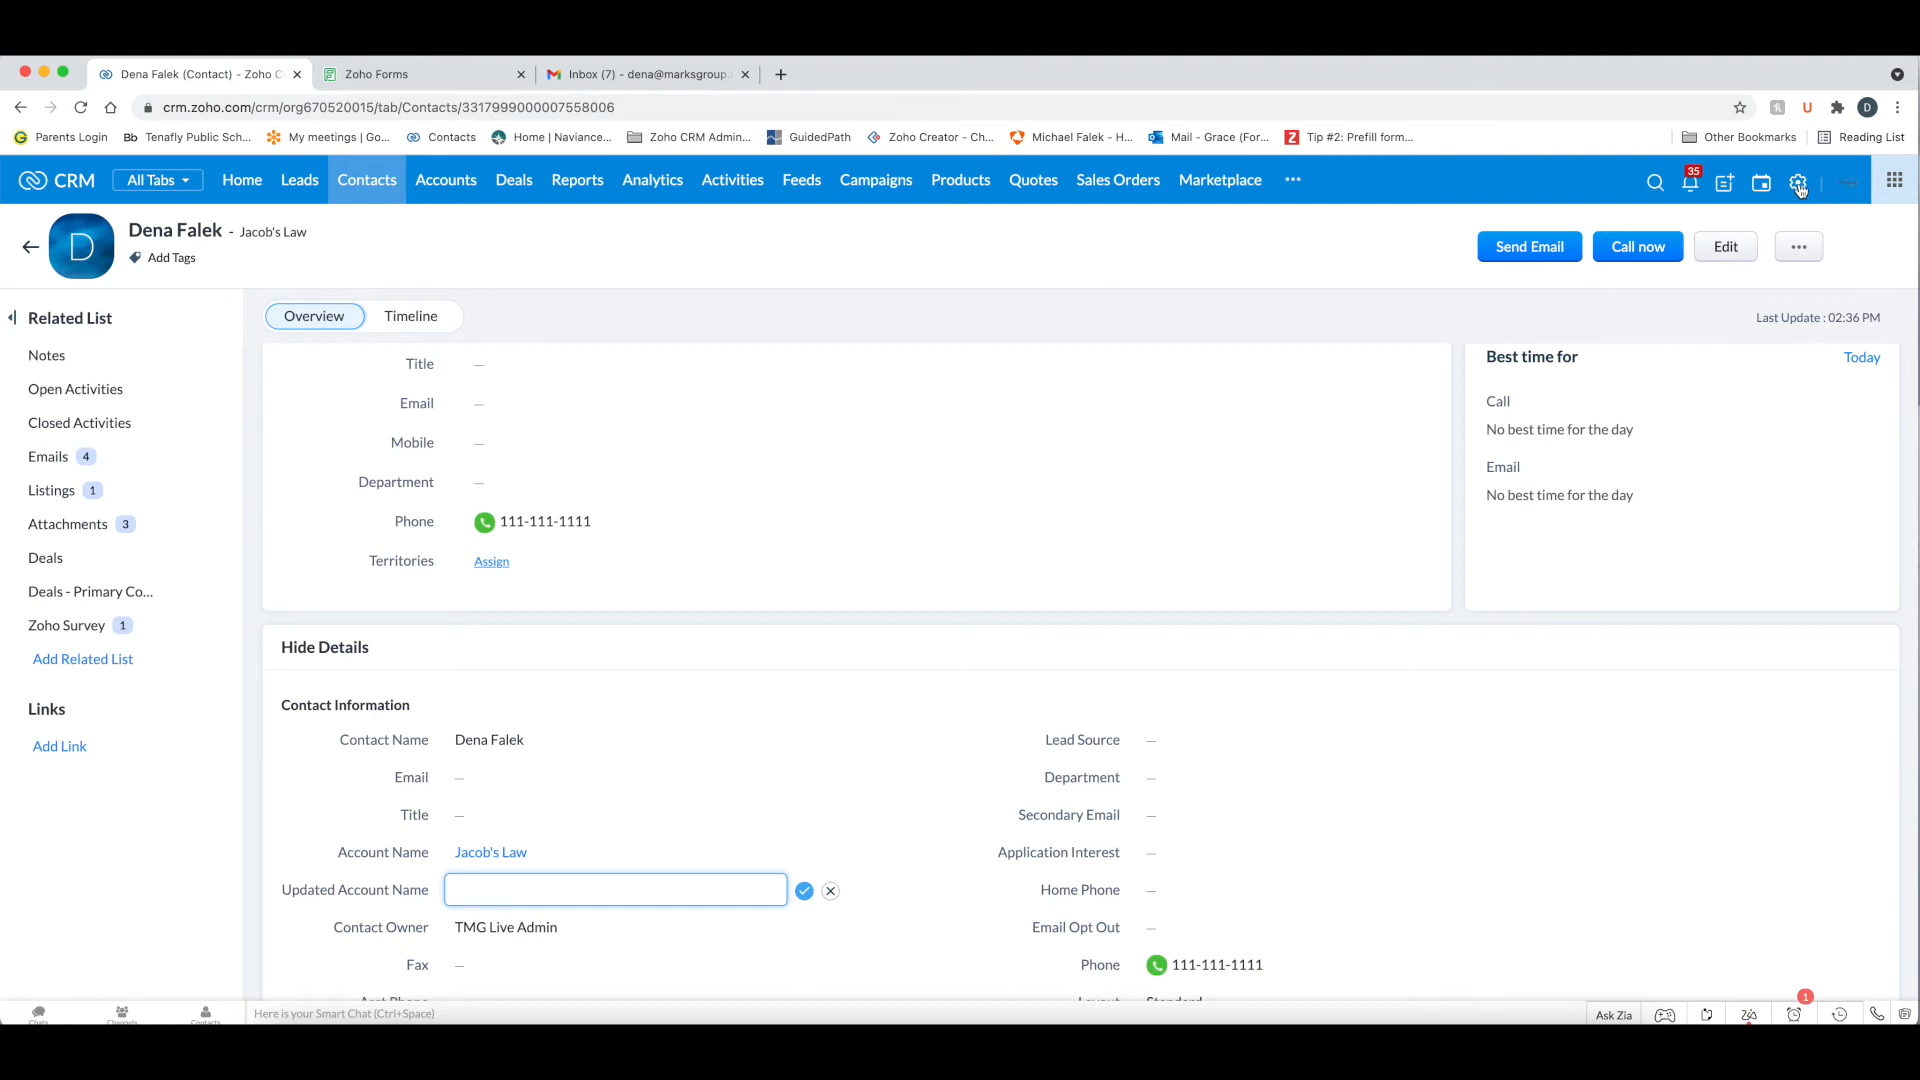 Dena Falek (Contact) - Zoho C
Zoho Forms
Inbox (7) - dena@marksgroup.
crm.zoho.com/crm/org670520015/tab/Contacts/3317999000007558006
D
Parents Login
Bb Tenafly Public Sch...
My meetings | Go...
Contacts
Home | Naviance...
Zoho CRM Admin...
GuidedPath
Zoho Creator - Ch...
Michael Falek - H...
Mail - Grace (For...
Tip #2: Prefill form...
Other Bookmarks
Reading List
CRM
All Tabs
Home
Leads
Contacts
Accounts
Deals
Reports
Analytics
Activities
Feeds
Campaigns
Products
Quotes
Sales Orders
Marketplace
35
D
Dena Falek - Jacob's Law
Add Tags
Send Email
Call now
Edit
Related List
Notes
Open Activities
Closed Activities
Emails 4
Listings 1
Attachments 3
Deals
Deals - Primary Co...
Zoho Survey 1
Add Related List
Links
Add Link
Overview
Timeline
Last Update : 02:36 PM
Title —
Email —
Mobile —
Department —
Phone 111-111-1111
Territories Assign
Best time for
Today
Call
No best time for the day
Email
No best time for the day
Hide Details
Contact Information
Contact Name Dena Falek
Email —
Title —
Account Name Jacob's Law
Updated Account Name
Contact Owner TMG Live Admin
Fax —
Lead Source —
Department —
Secondary Email —
Application Interest —
Home Phone —
Email Opt Out —
Phone 111-111-1111
Layout Standard
Chats
Channels
Contacts
Here is your Smart Chat (Ctrl+Space)
Ask Zia
1